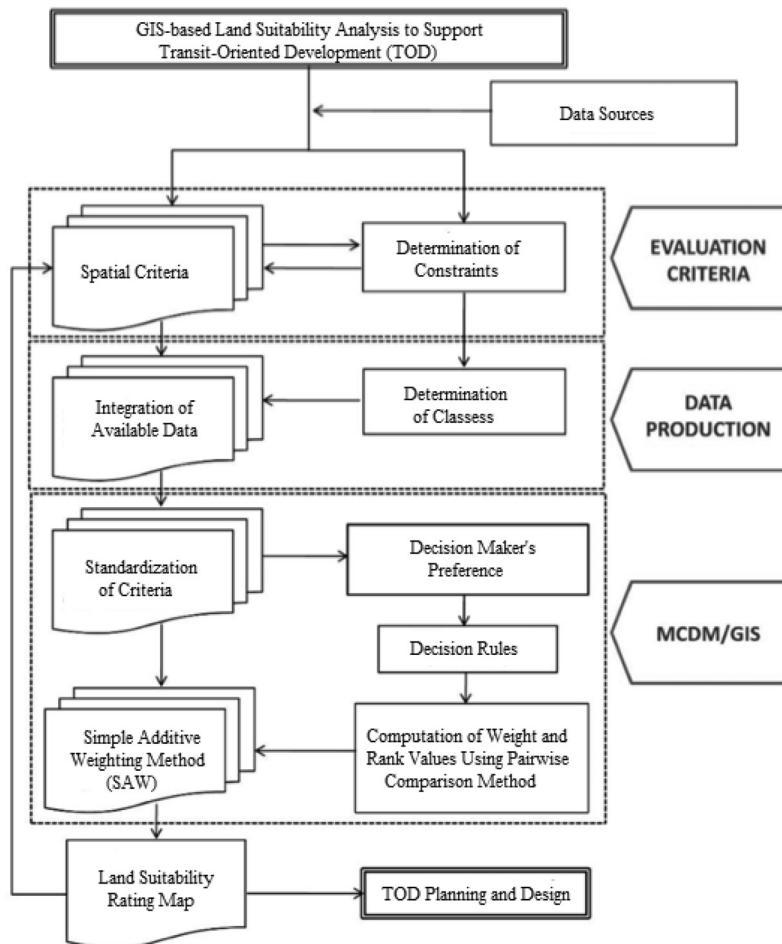 GIS-based Land Suitability Analysis to Support
Transit-Oriented Development (TOD)
Data Sources
Spatial Criteria
Determination of
Constraints
EVALUATION
CRITERIA
Integration of
Available Data
Determination
of Classess
DATA
PRODUCTION
Standardization
of Criteria
Decision Maker's
Preference
Decision Rules
MCDM/GIS
Simple Additive
Weighting Method
(SAW)
Computation of Weight and
Rank Values Using Pairwise
Comparison Method
Land Suitability
Rating Map
TOD Planning and Design